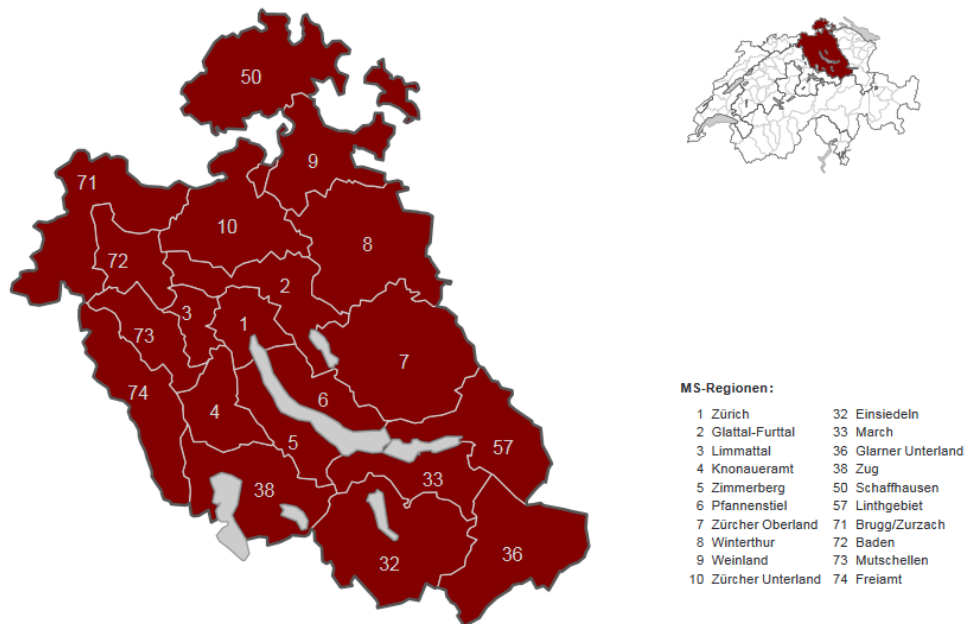 50
9
71
10
8
72
2
3
1
73
7
74
6
4
5
57
33
38
32
36
MS-Regionen:
1 Zürich 32 Einsiedeln
2 Glattal-Furttal 33 March
3 Limmattal 36 Glarner Unterland
4 Knonaueramt 38 Zug
5 Zimmerberg 50 Schaffhausen
6 Pfannenstiel 57 Linthgebiet
7 Zürcher Oberland 71 Brugg/Zurzach
8 Winterthur 72 Baden
9 Weinland 73 Mutschellen
10 Zürcher Unterland 74 Freiamt